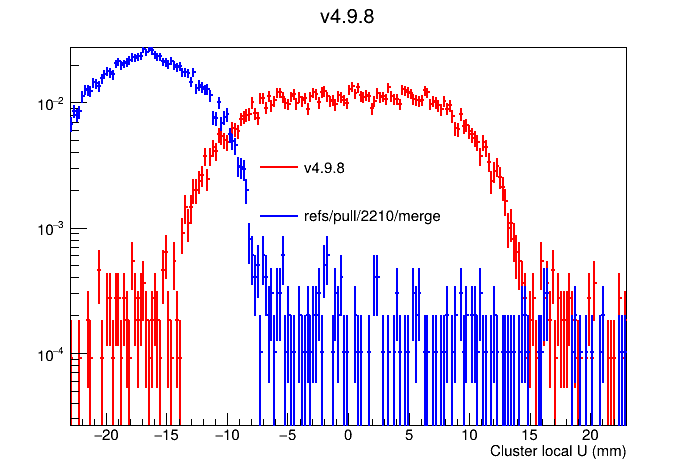 v4.9.8
10⁻²
10⁻³
10⁻⁴
v4.9.8
refs/pull/2210/merge
−20 −15 −10 −5 0 5 10 15 20
Cluster local U (mm)